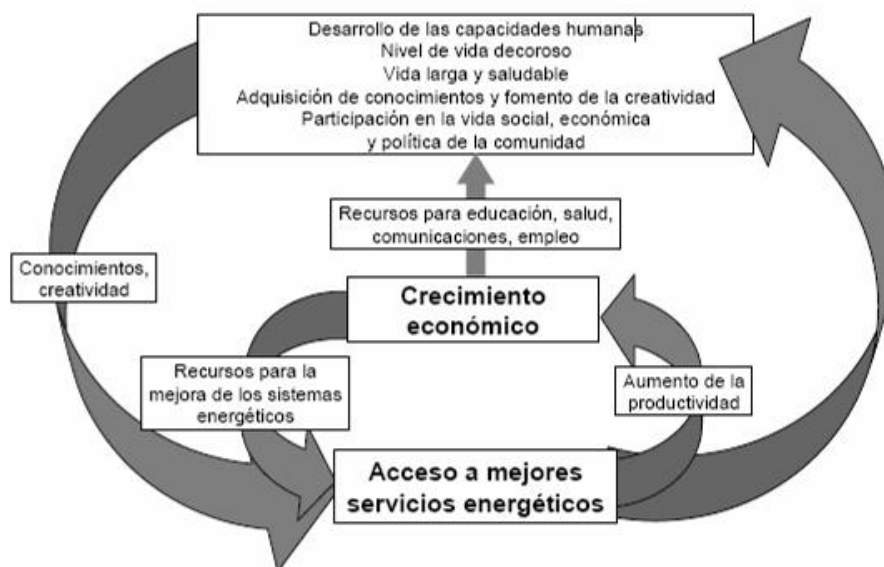 Desarrollo de las capacidades humanas
Nivel de vida decoroso
Vida larga y saludable
Adquisición de conocimientos y fomento de la creatividad
Participación en la vida social, económica
y política de la comunidad
Recursos para educación, salud,
comunicaciones, empleo
Conocimientos,
creatividad
Crecimiento
económico
Recursos para la
mejora de los sistemas
energéticos
Aumento de la
productividad
Acceso a mejores
servicios energéticos